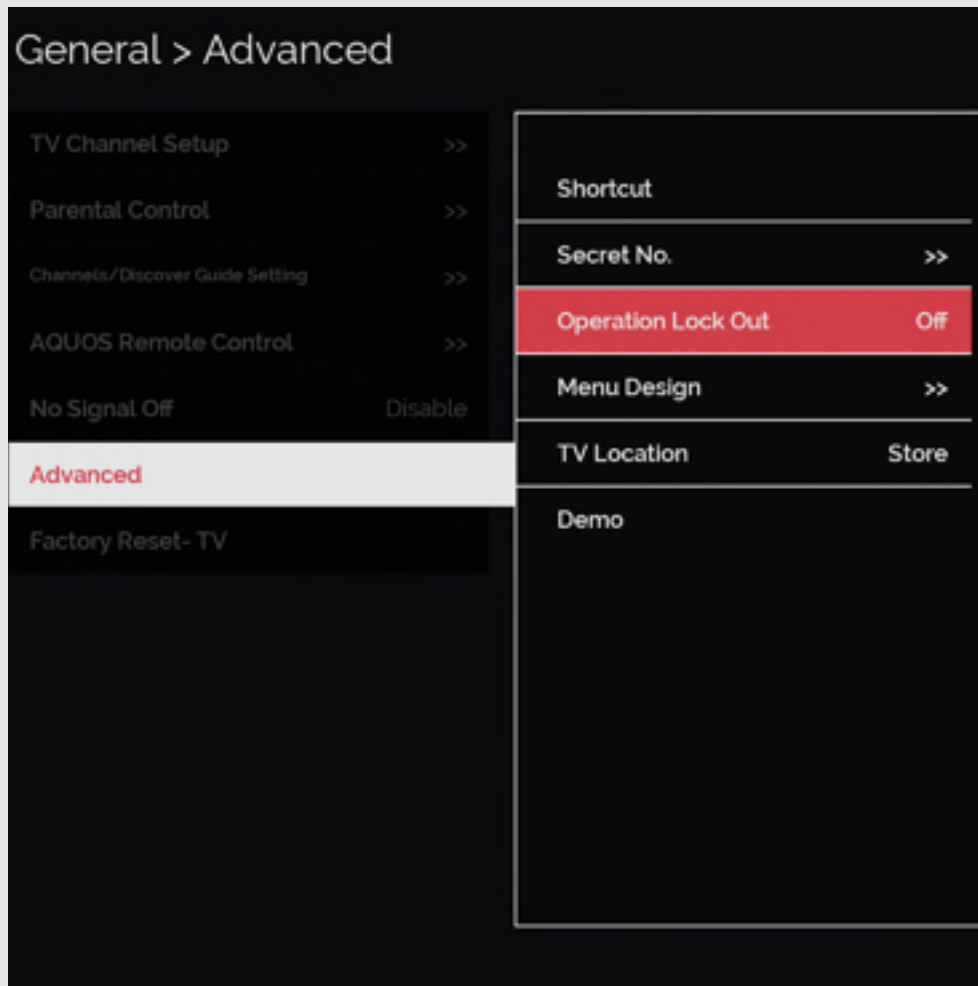 General > Advanced
TV Channel Setup >>
Parental Control >>
Channels/Discover Guide Setting >>
AQUOS Remote Control >>
No Signal Off Disable
Advanced
Factory Reset- TV
Shortcut
Secret No. >>
Operation Lock Out Off
Menu Design >>
TV Location Store
Demo